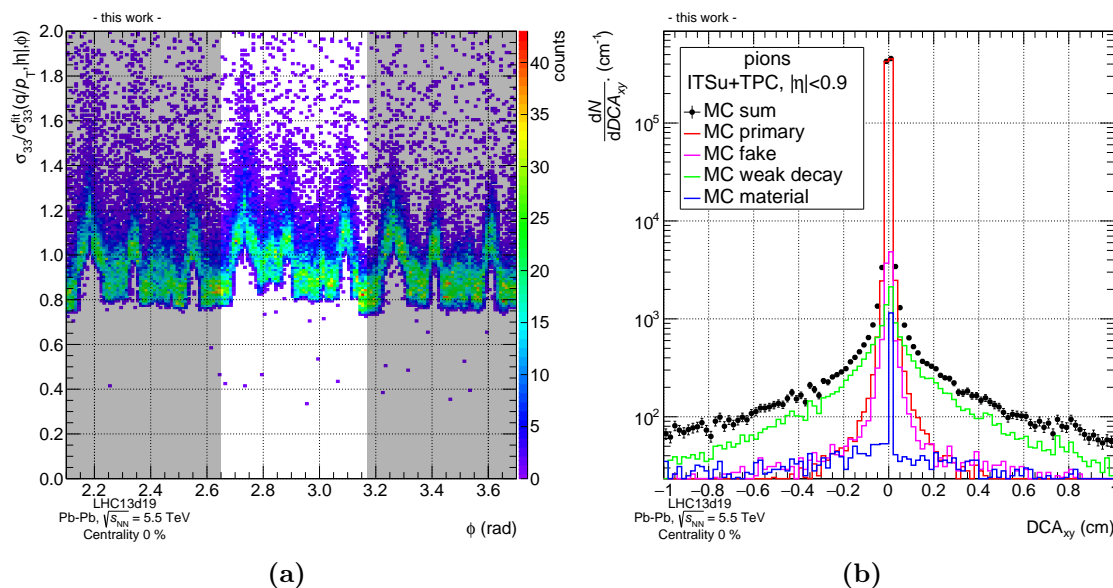 - this work -
σ33/σ33^fit(q/pT,|η|,ϕ)
2.0
1.8
1.6
1.4
1.2
1.0
0.8
0.6
0.4
0.2
0.0
2.2 2.4 2.6 2.8 3.0 3.2 3.4 3.6
ϕ (rad)
LHC13d19
Pb-Pb, √sNN = 5.5 TeV
Centrality 0 %
counts
40
35
30
25
20
15
10
5
0
(a)
- this work -
dN/dDCAxy. (cm⁻¹)
10⁵
10⁴
10³
10²
pions
ITSu+TPC, |η|<0.9
MC sum
MC primary
MC fake
MC weak decay
MC material
−1 −0.8 −0.6 −0.4 −0.2 0 0.2 0.4 0.6 0.8 1
DCAxy (cm)
LHC13d19
Pb-Pb, √sNN = 5.5 TeV
Centrality 0 %
(b)